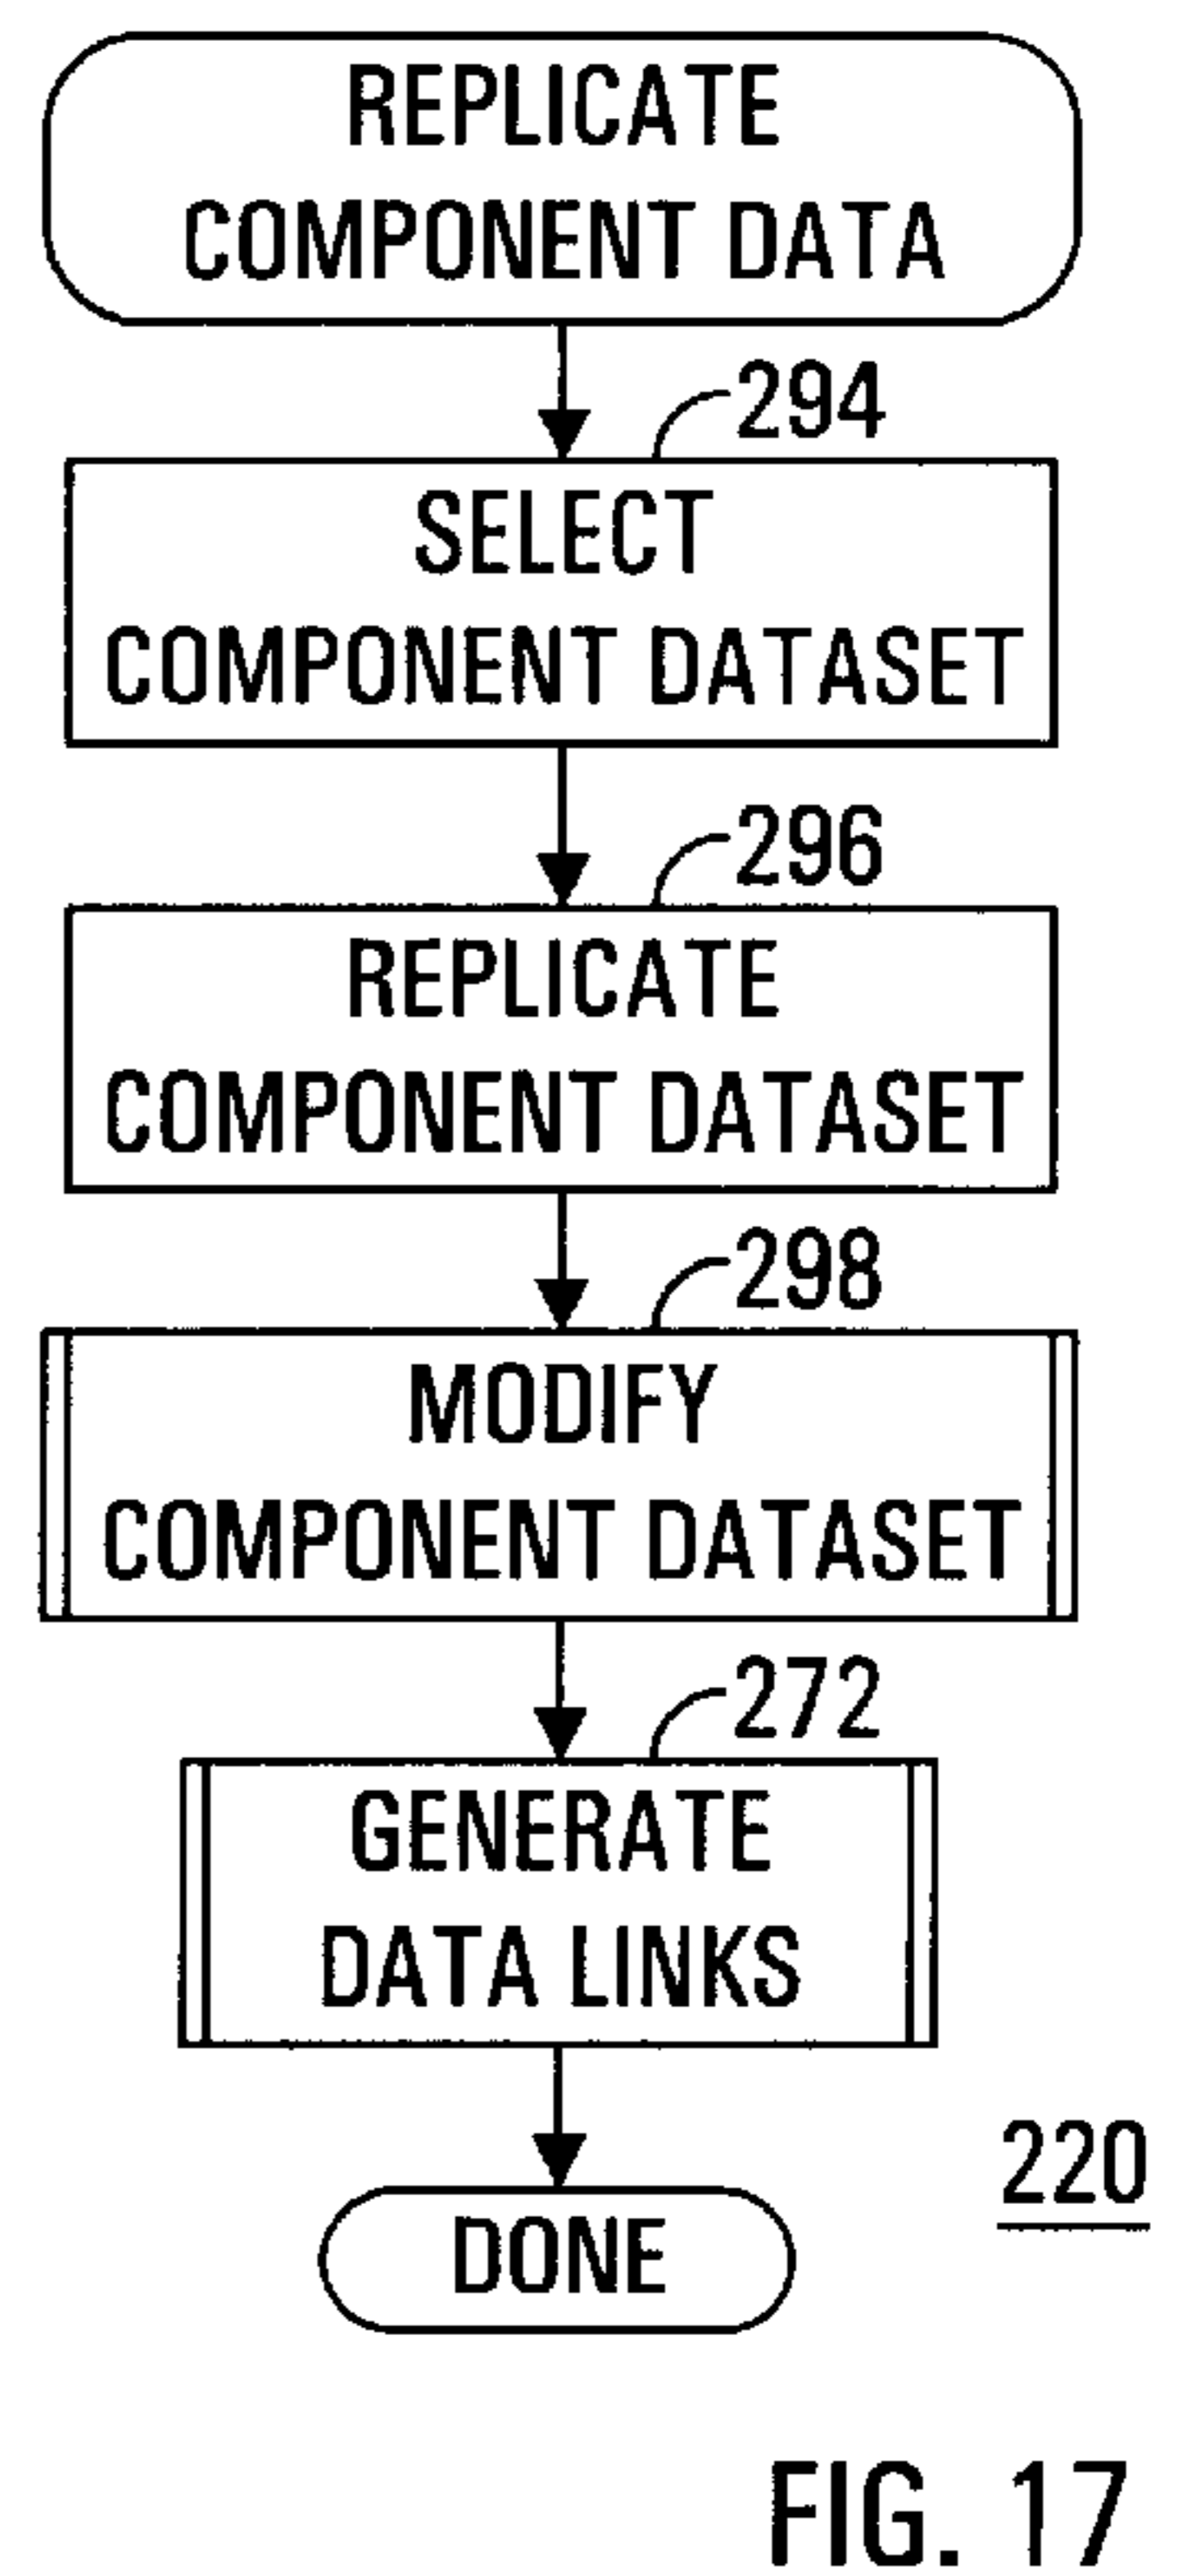 REPLICATE
COMPONENT DATA
294
SELECT
COMPONENT DATASET
296
REPLICATE
COMPONENT DATASET
298
MODIFY
COMPONENT DATASET
272
GENERATE
DATA LINKS
DONE
220
FIG. 17